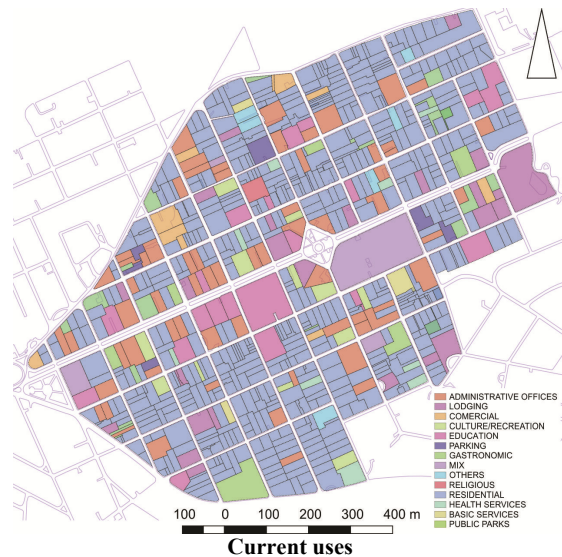 ADMINISTRATIVE OFFICES
LODGING
COMERCIAL
CULTURE/RECREATION
EDUCATION
PARKING
GASTRONOMIC
MIX
OTHERS
RELIGIOUS
RESIDENTIAL
HEALTH SERVICES
BASIC SERVICES
PUBLIC PARKS
100 0 100 200 300 400 m
Current uses